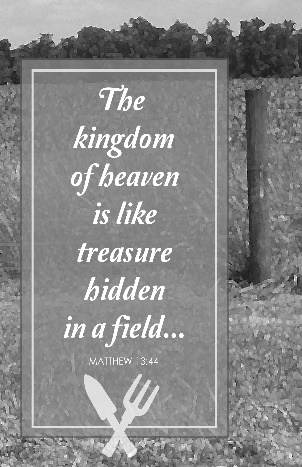 The
kingdom
of heaven
is like
treasure
hidden
in a field...
MATTHEW 13:44